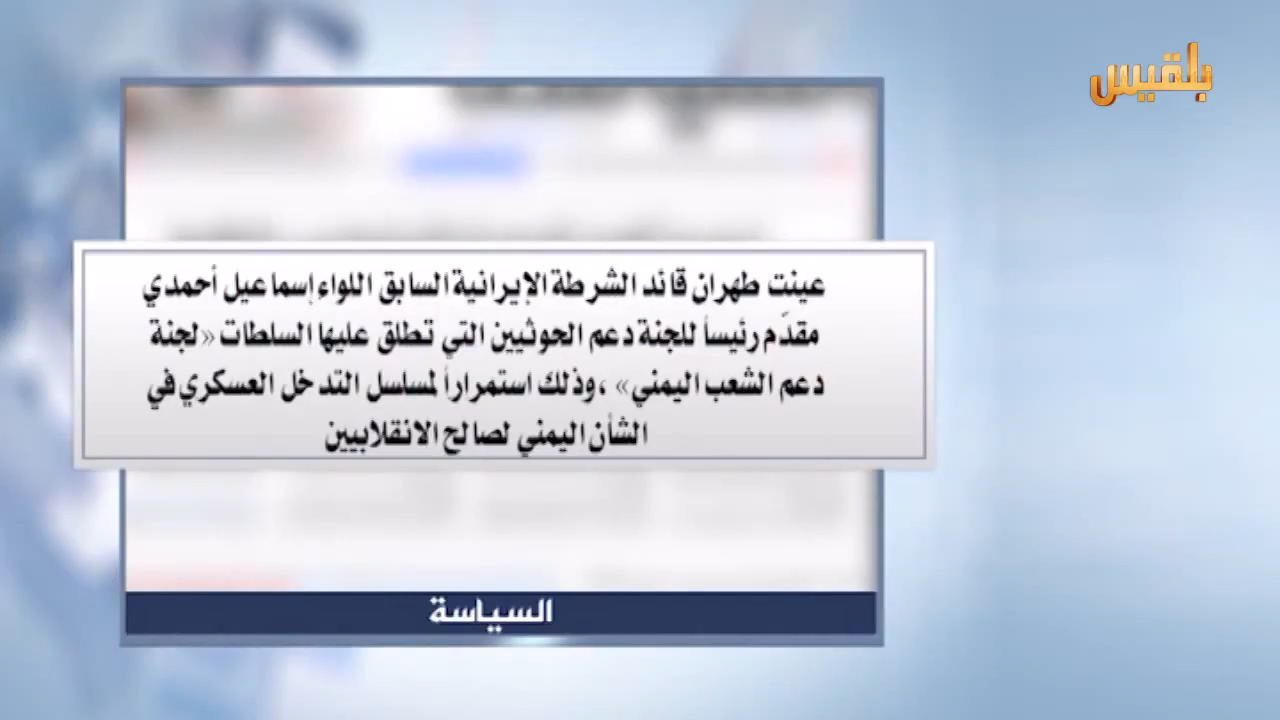 بلقيس
عينت طهران قائد الشرطة الإيرانية السابق اللواء إسماعيل أحمدي
مقدّم رئيساً للجنة دعم الحوثيين التي تطلق عليها السلطات «لجنة
دعم الشعب اليمني» ،وذلك استمراراً لمسلسل التدخل العسكري في
الشأن اليمني لصالح الانقلابيين
السياسة